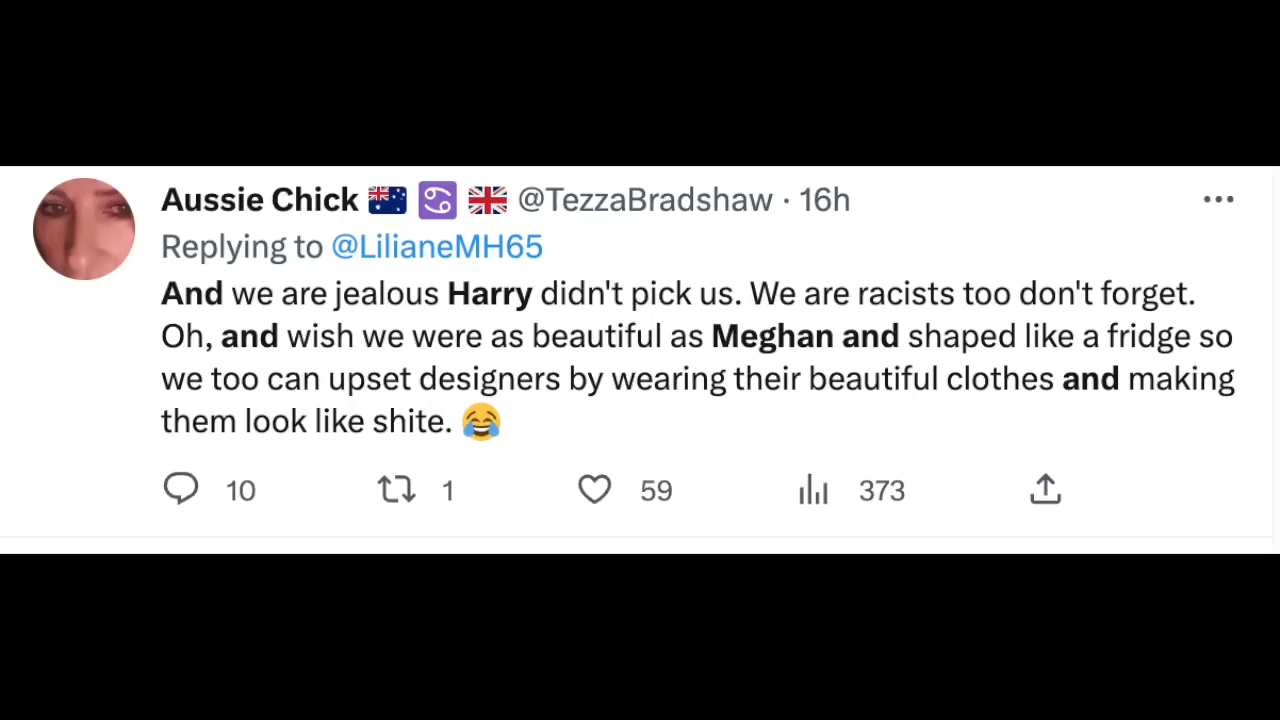 Aussie Chick 🇦🇺 ♋ 🇬🇧 @TezzaBradshaw · 16h
Replying to @LilianeMH65
And we are jealous Harry didn't pick us. We are racists too don't forget.
Oh, and wish we were as beautiful as Meghan and shaped like a fridge so
we too can upset designers by wearing their beautiful clothes and making
them look like shite. 😂
10 1 59 373